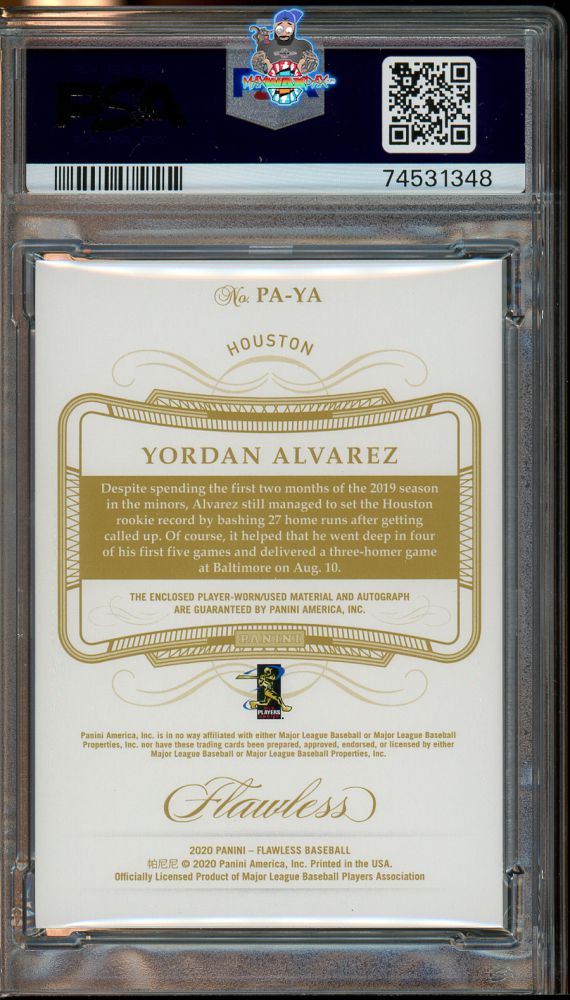 PSA
74531348
No. PA-YA
HOUSTON
YORDAN ALVAREZ
Despite spending the first two months of the 2019 season
in the minors, Alvarez still managed to set the Houston
rookie record by bashing 27 home runs after getting
called up. Of course, it helped that he went deep in four
of his first five games and delivered a three-homer game
at Baltimore on Aug. 10.
THE ENCLOSED PLAYER-WORN/USED MATERIAL AND AUTOGRAPH
ARE GUARANTEED BY PANINI AMERICA, INC.
PANINI
PLAYERS
Panini America, Inc. is in no way affiliated with either Major League Baseball or Major League Baseball
Properties, Inc. nor have these trading cards been prepared, approved, endorsed, or licensed by either
Major League Baseball or Major League Baseball Properties, Inc.
Flawless
2020 PANINI – FLAWLESS BASEBALL
帕尼尼 © 2020 Panini America, Inc. Printed in the USA.
Officially Licensed Product of Major League Baseball Players Association